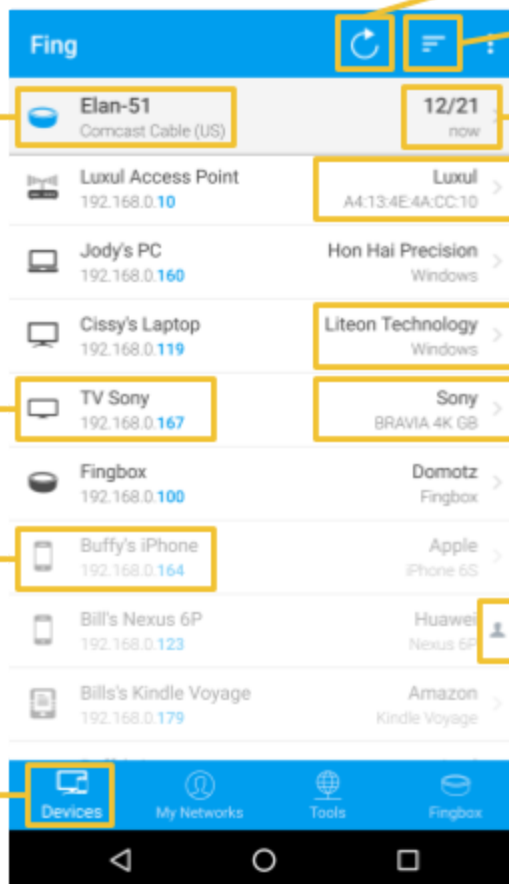 Fing
Elan-51 12/21
Comcast Cable (US) now
Luxul Access Point Luxul
192.168.0.10 A4:13:4E:4A:CC:10
Jody's PC Hon Hai Precision
192.168.0.160 Windows
Cissy's Laptop Liteon Technology
192.168.0.119 Windows
TV Sony Sony
192.168.0.167 BRAVIA 4K GB
Fingbox Domotz
192.168.0.100 Fingbox
Buffy's iPhone Apple
192.168.0.164 iPhone 6S
Bill's Nexus 6P Huawei
192.168.0.123 Nexus 6P
Bills's Kindle Voyage Amazon
192.168.0.179 Kindle Voyage
Devices My Networks Tools Fingbox